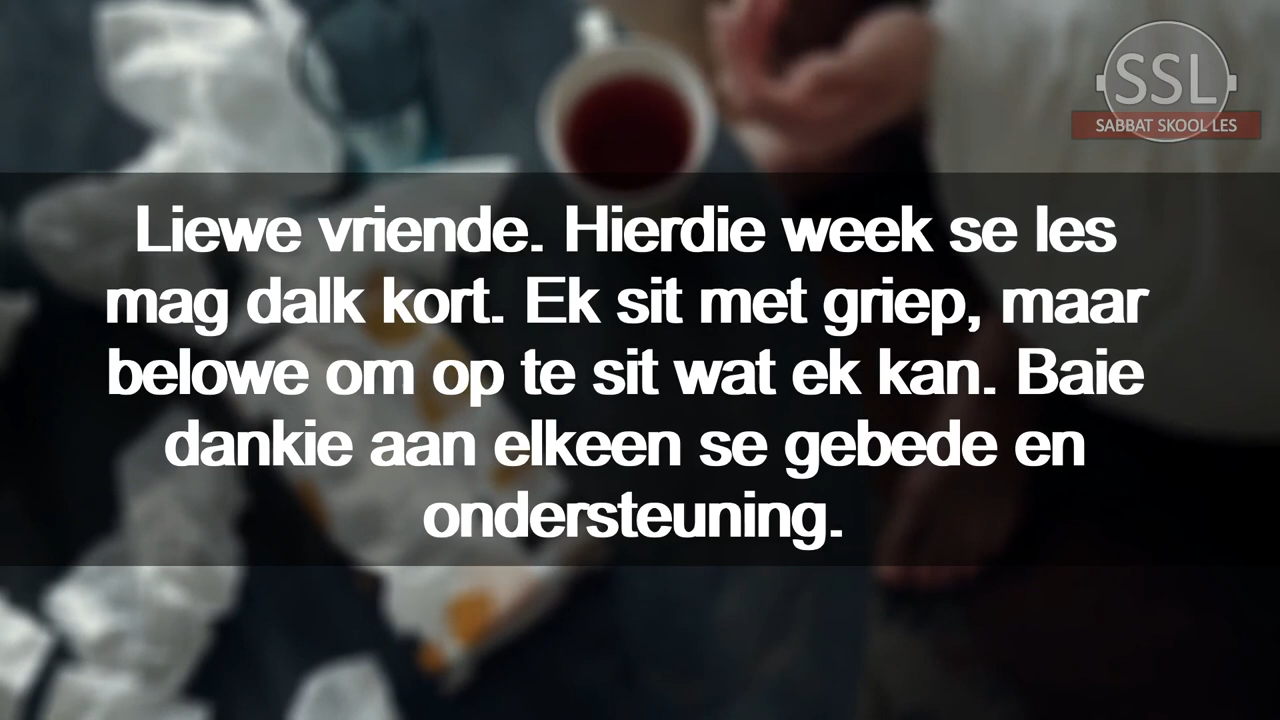 SSL
SABBAT SKOOL LES
Liewe vriende. Hierdie week se les
mag dalk kort. Ek sit met griep, maar
belowe om op te sit wat ek kan. Baie
dankie aan elkeen se gebede en
ondersteuning.